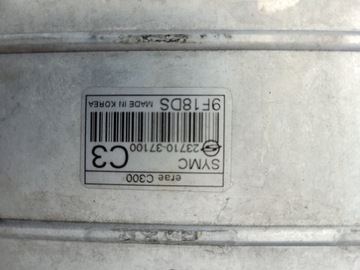 erae C300
SYMC C3
23710-37100
9F18DS MADE IN KOREA